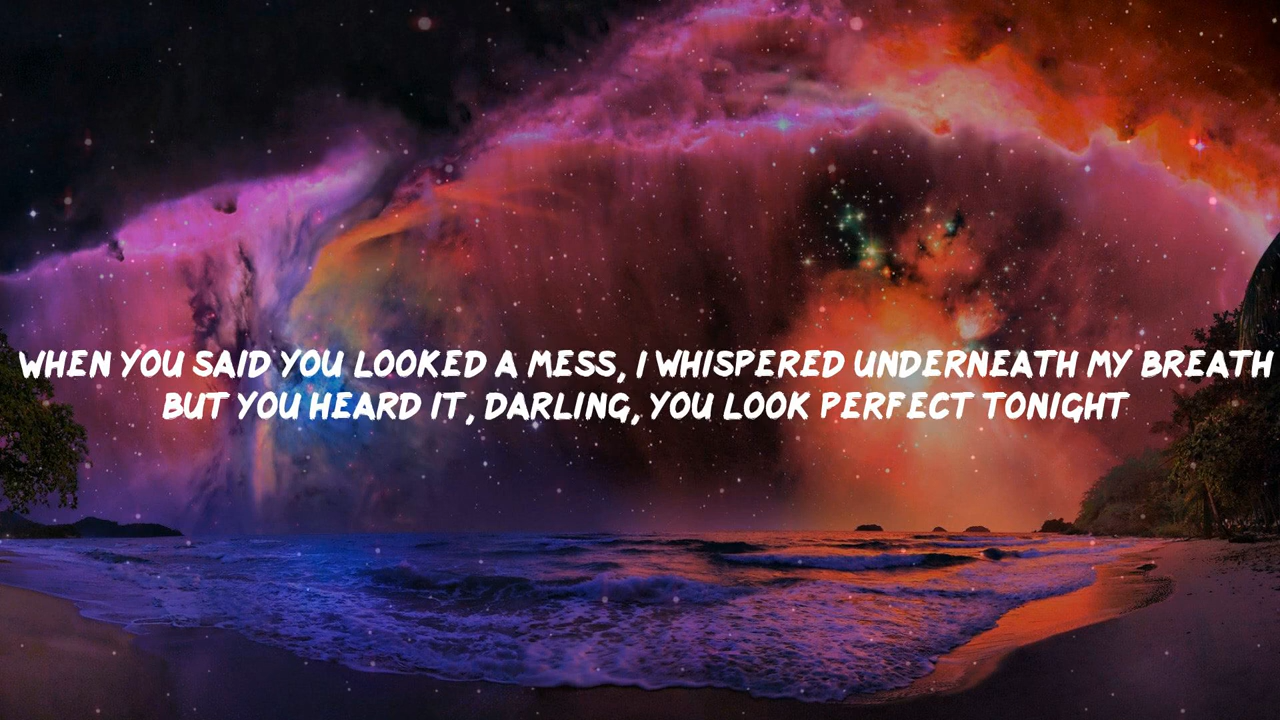 WHEN YOU SAID YOU LOOKED A MESS, I WHISPERED UNDERNEATH MY BREATH
BUT YOU HEARD IT, DARLING, YOU LOOK PERFECT TONIGHT